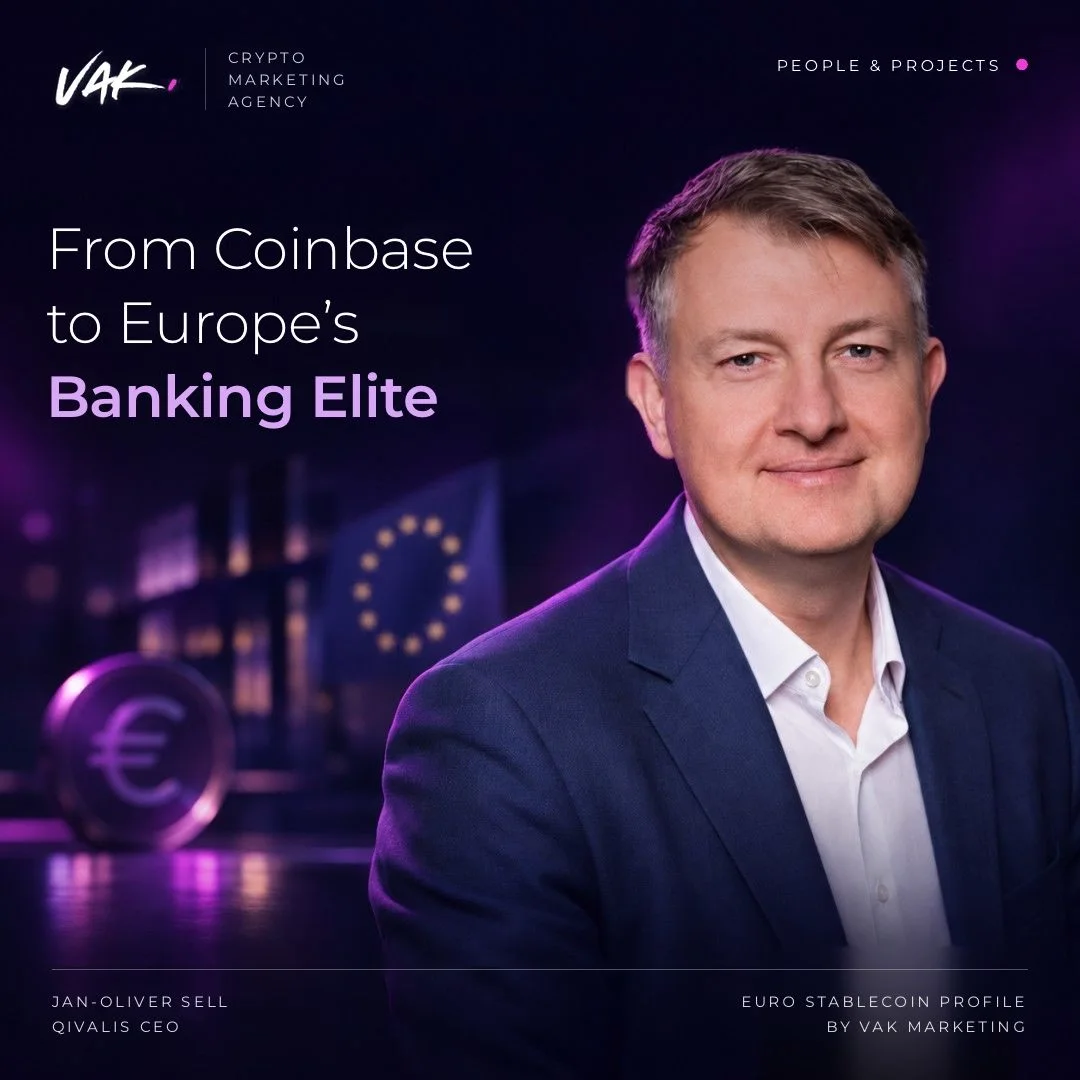 VAK.
CRYPTO
MARKETING
AGENCY
PEOPLE & PROJECTS
From Coinbase
to Europe’s
Banking Elite
€
JAN-OLIVER SELL
QIVALIS CEO
EURO STABLECOIN PROFILE
BY VAK MARKETING